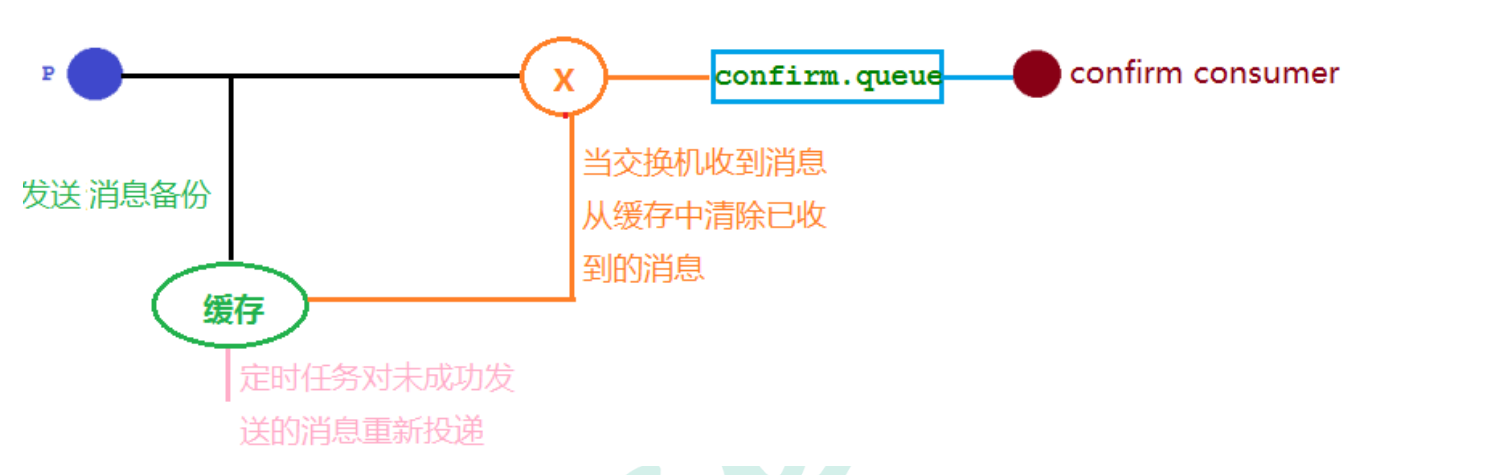 P
X
confirm.queue
confirm consumer
当交换机收到消息
从缓存中清除已收
到的消息
发送 消息备份
缓存
定时任务对未成功发
送的消息重新投递